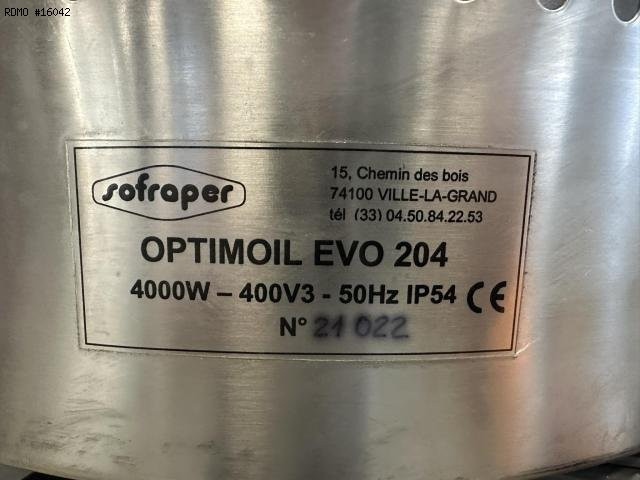 RDMO #16042
sofraper
15, Chemin des bois
74100 VILLE-LA-GRAND
tél (33) 04.50.84.22.53
OPTIMOIL EVO 204
4000W – 400V3 - 50Hz IP54 CE
N° 21 022